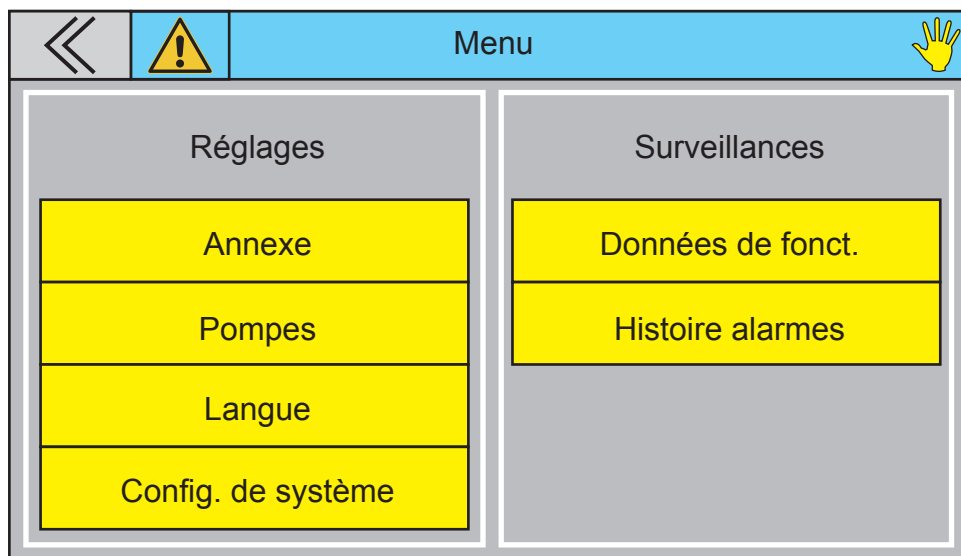 Menu
Réglages
Annexe
Pompes
Langue
Config. de système
Surveillances
Données de fonct.
Histoire alarmes